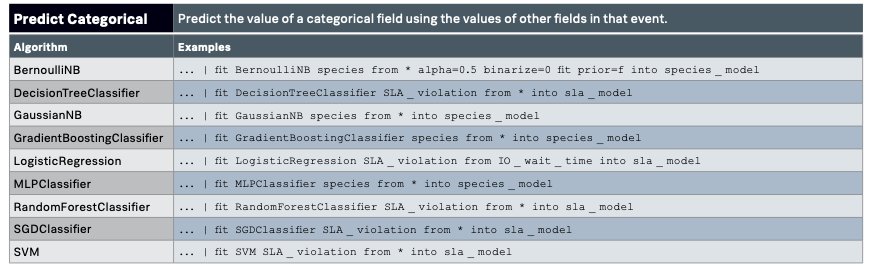 Predict Categorical Predict the value of a categorical field using the values of other fields in that event.
Algorithm Examples
BernoulliNB ... | fit BernoulliNB species from * alpha=0.5 binarize=0 fit prior=f into species _ model
DecisionTreeClassifier ... | fit DecisionTreeClassifier SLA _ violation from * into sla _ model
GaussianNB ... | fit GaussianNB species from * into species _ model
GradientBoostingClassifier ... | fit GradientBoostingClassifier species from * into species _ model
LogisticRegression ... | fit LogisticRegression SLA _ violation from IO _ wait _ time into sla _ model
MLPClassifier ... | fit MLPClassifier species from * into species _ model
RandomForestClassifier ... | fit RandomForestClassifier SLA _ violation from * into sla _ model
SGDClassifier ... | fit SGDClassifier SLA _ violation from * into sla _ model
SVM ... | fit SVM SLA _ violation from * into sla _ model